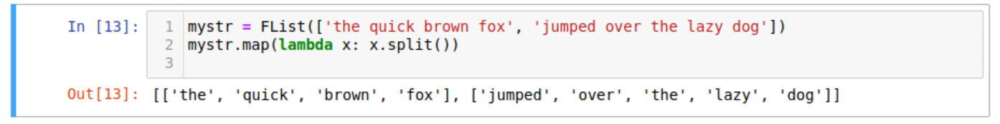 In [13]:
1 mystr = FList(['the quick brown fox', 'jumped over the lazy dog'])
2 mystr.map(lambda x: x.split())
3
Out[13]: [['the', 'quick', 'brown', 'fox'], ['jumped', 'over', 'the', 'lazy', 'dog']]